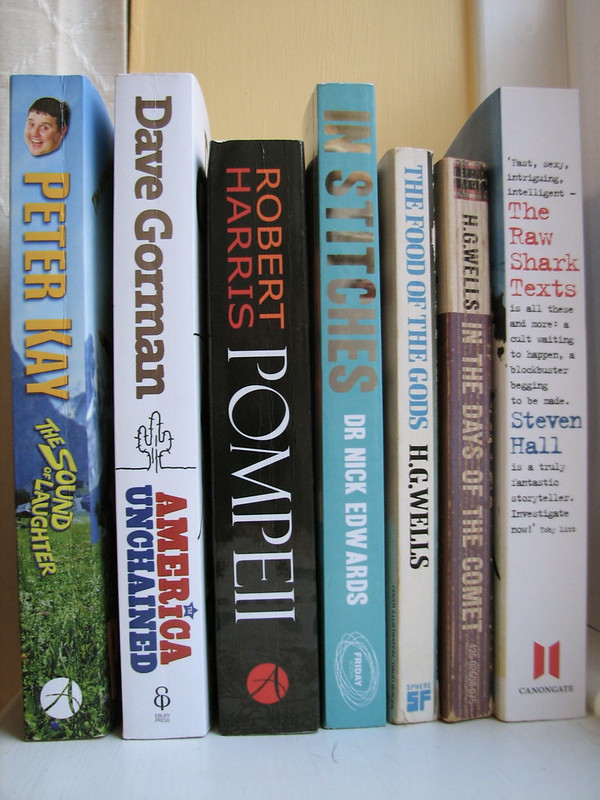 PETER KAY
THE SOUND
OF LAUGHTER
A
Dave Gorman
AMERICA
UNCHAINED
EBURY
PRESS
ROBERT
HARRIS
POMPEII
A
IN STITCHES
DR NICK EDWARDS
FRIDAY
THE FOOD OF THE GODS H.G.WELLS
SPHERE
SF
H.G.WELLS IN THE DAYS OF THE COMET
'Fast, sexy,
intriguing,
intelligent –
The
Raw
Shark
Texts
is all these
and more: a
cult waiting
to happen, a
blockbuster
begging
to be made.
Steven
Hall
is a truly
fantastic
storyteller.
Investigate
now!' Toby Litt
CANONGATE